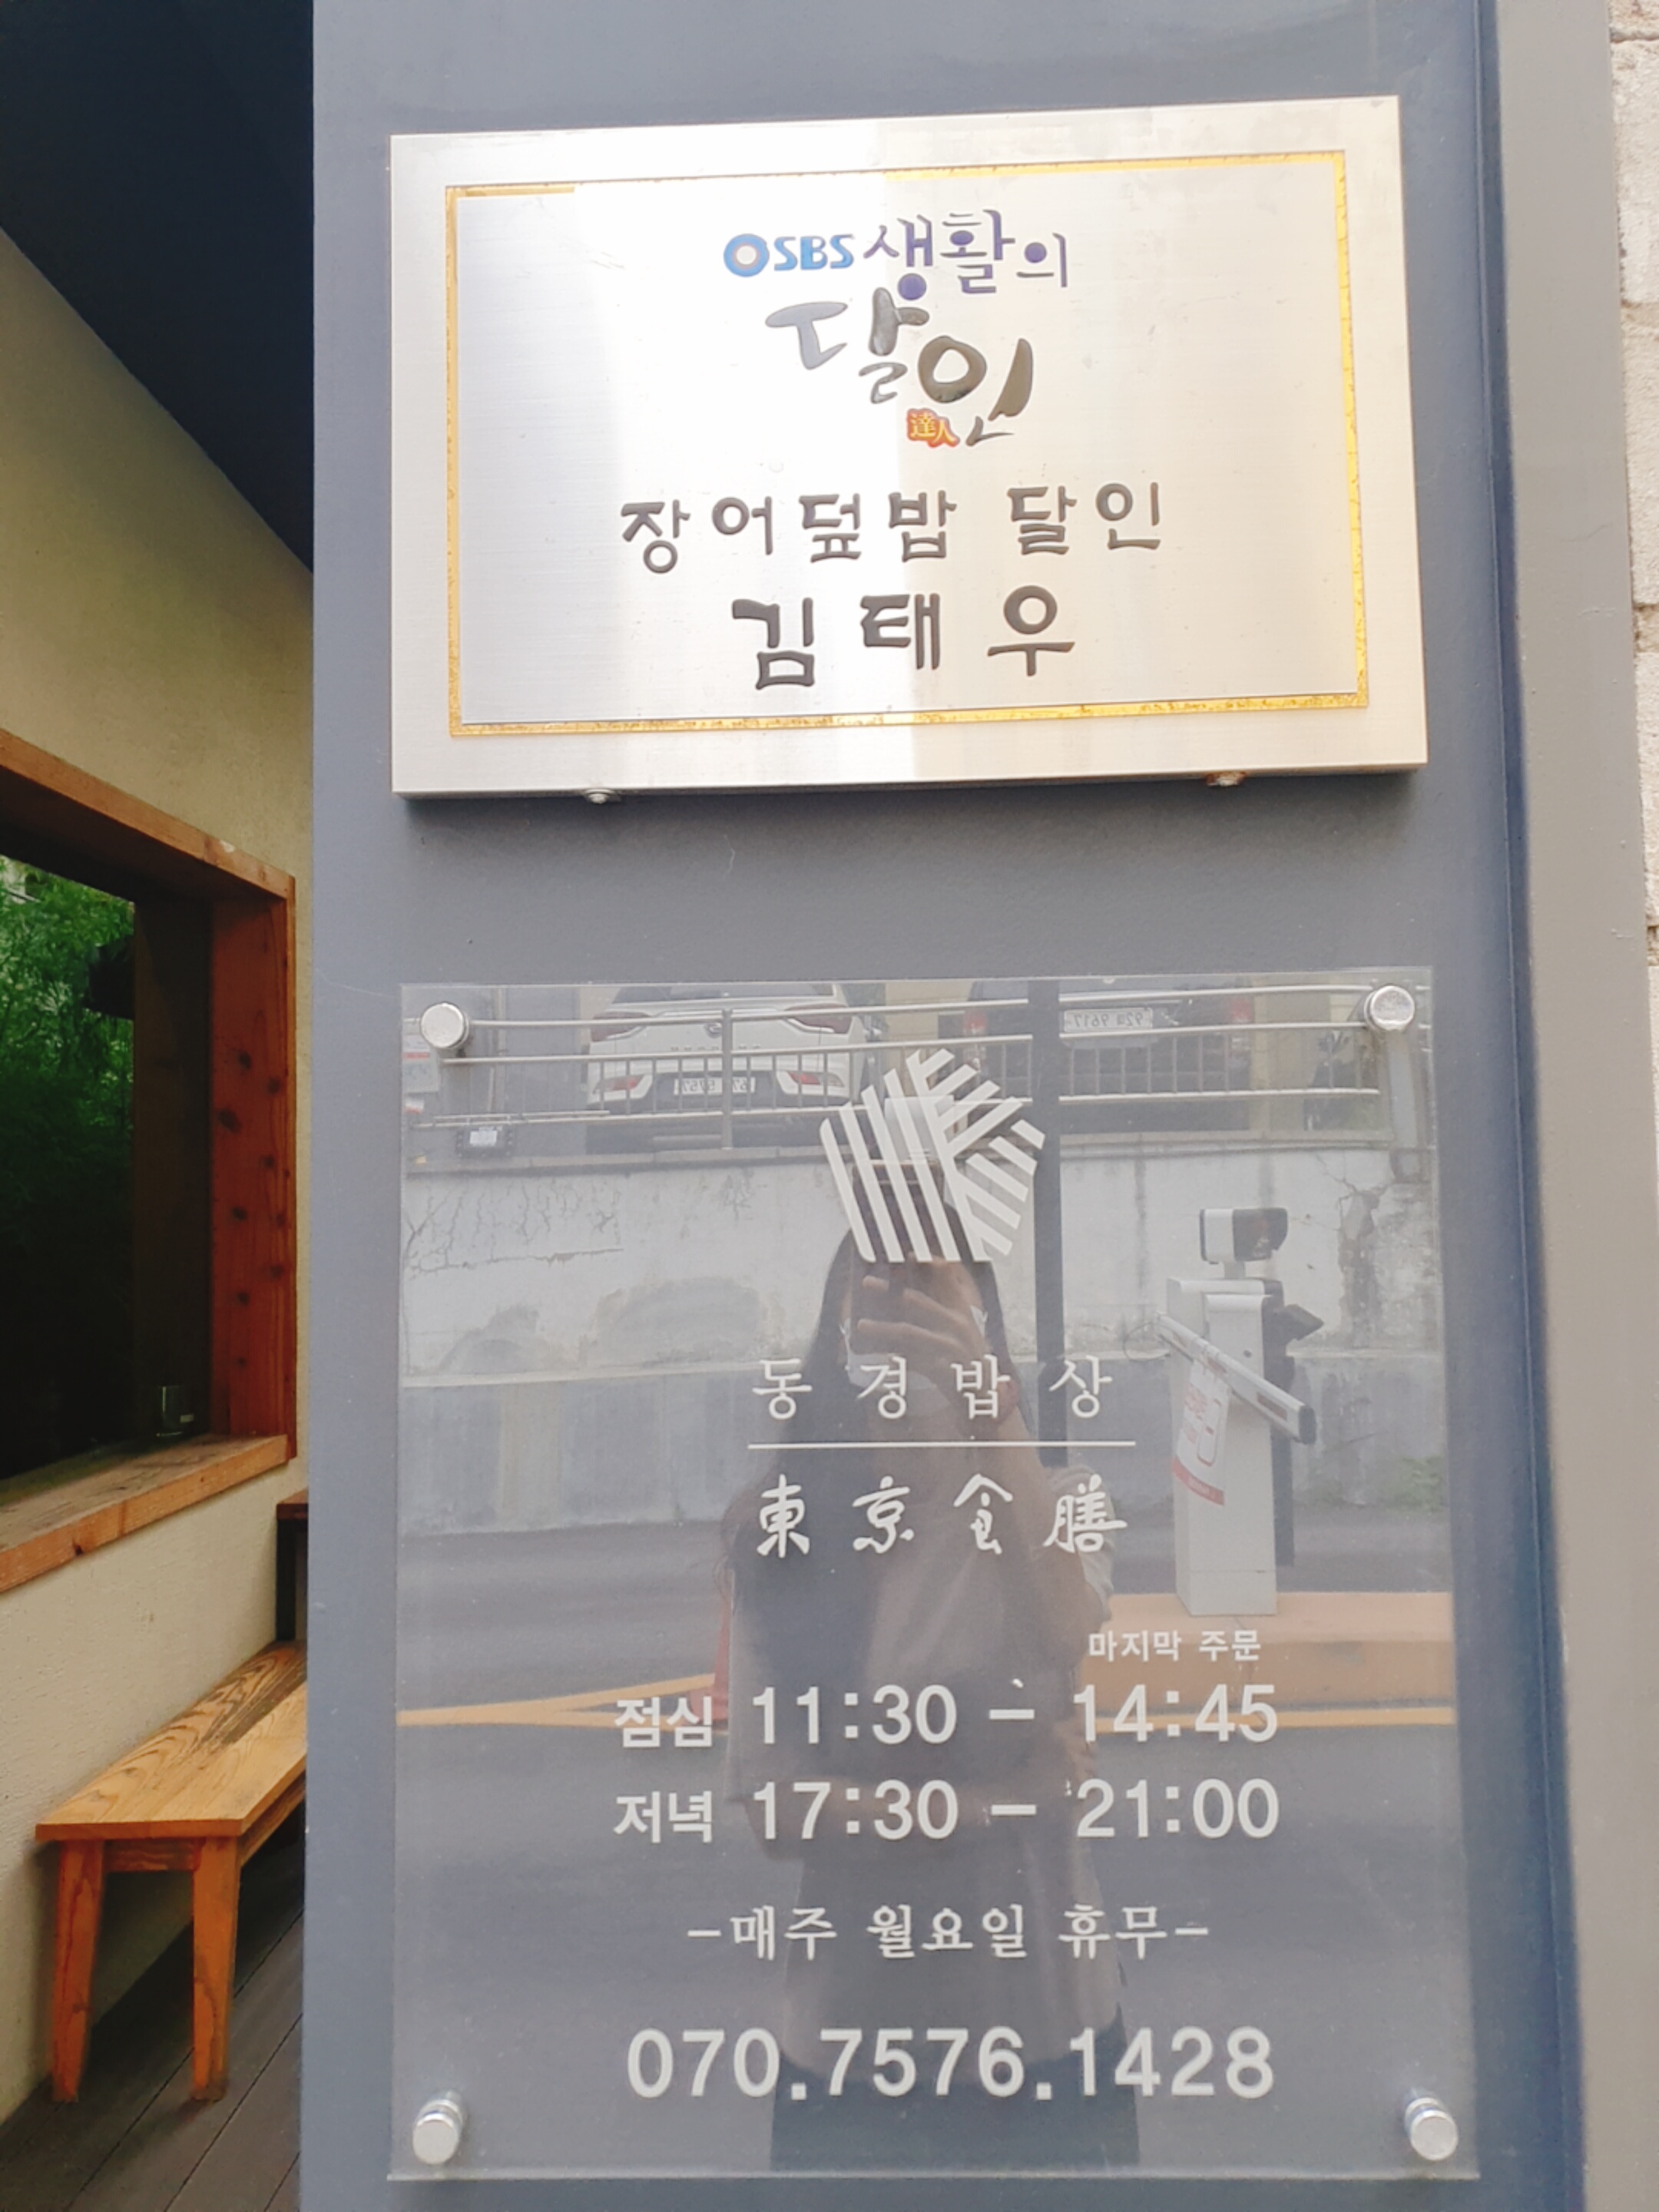 SBS 생활의
달인
達人
장어덮밥 달인
김태우
동경밥상
東京食膳
마지막 주문
점심 11:30 - 14:45
저녁 17:30 - 21:00
-매주 월요일 휴무-
070.7576.1428